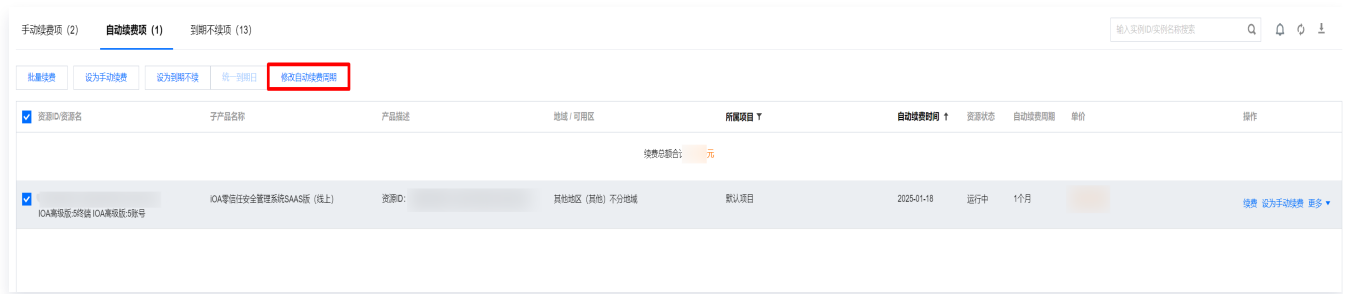 手动续费项 (2) 自动续费项 (1) 到期不续项 (13) 输入实例ID/实例名称搜索
批量续费 设为手动续费 设为到期不续 统一到期日 修改自动续费周期
资源ID/资源名 子产品名称 产品描述 地域 / 可用区 所属项目 自动续费时间 ↑ 资源状态 自动续费周期 单价 操作
续费总额合计 元
IOA零信任安全管理系统SAAS版（线上） 资源ID: 其他地区（其他）不分地域 默认项目 2025-01-18 运行中 1个月 续费 设为手动续费 更多
IOA高级版:5终端 IOA高级版:5账号